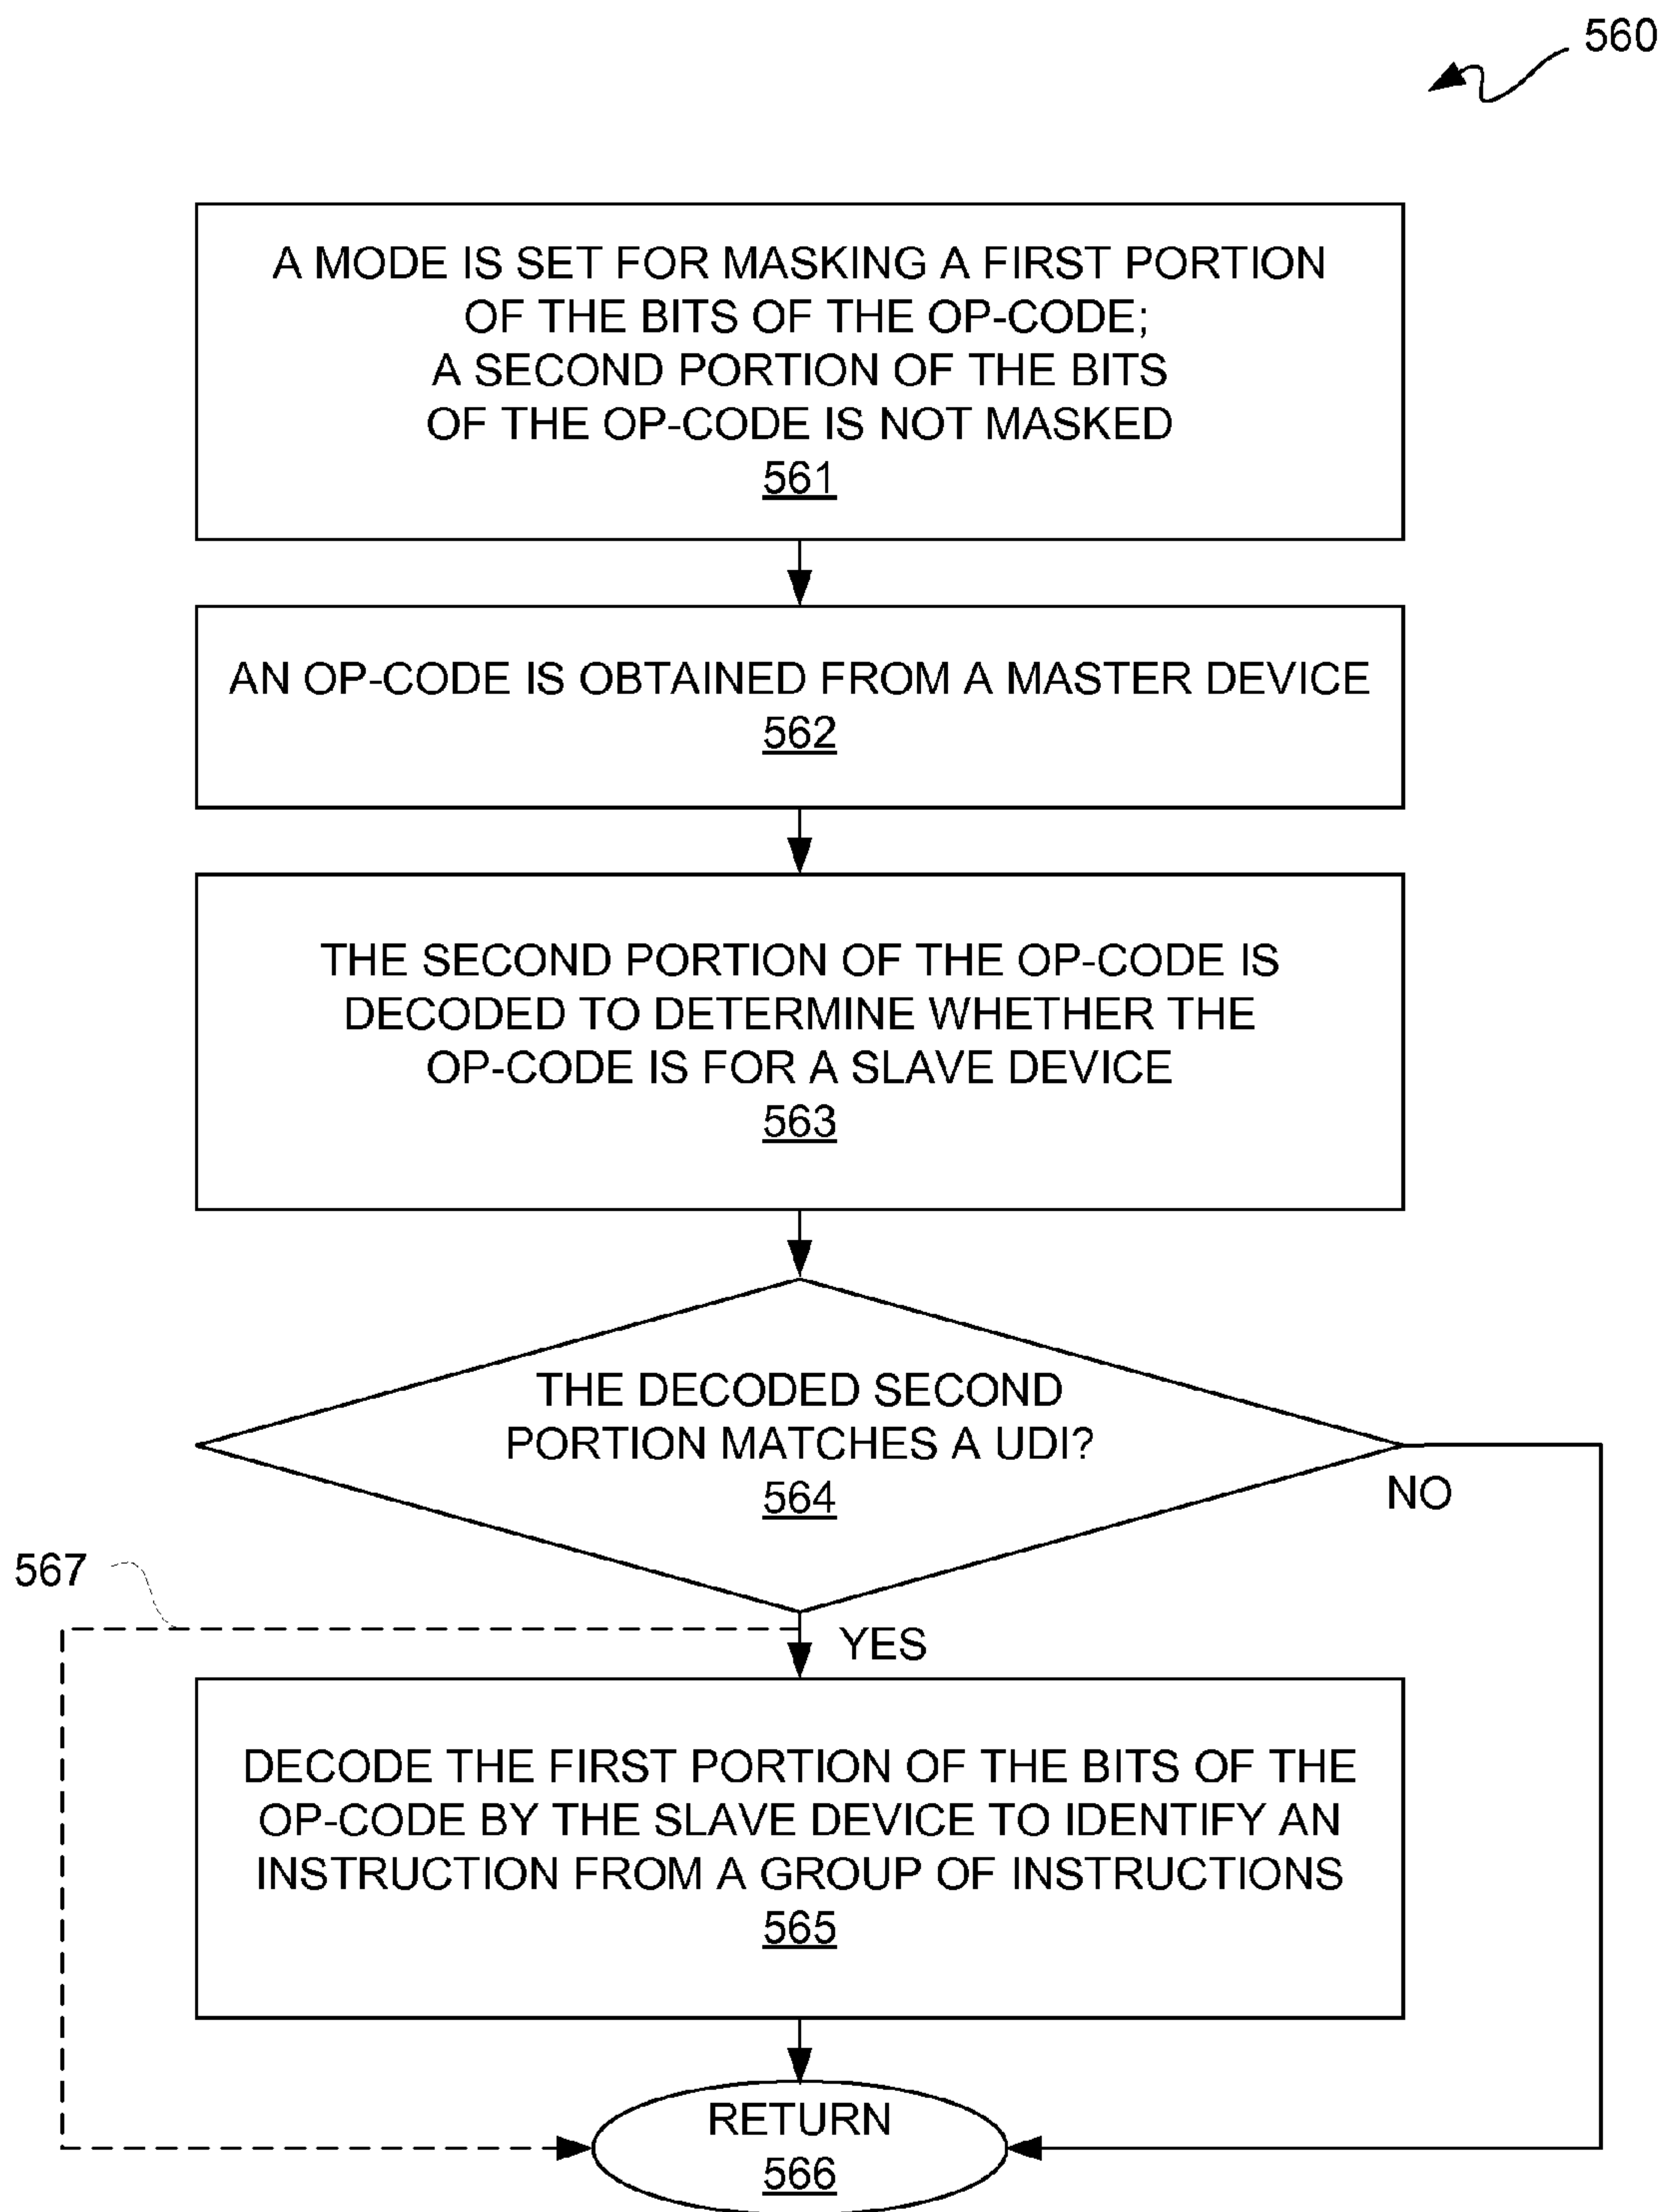 560
A MODE IS SET FOR MASKING A FIRST PORTION
OF THE BITS OF THE OP-CODE;
A SECOND PORTION OF THE BITS
OF THE OP-CODE IS NOT MASKED
561
AN OP-CODE IS OBTAINED FROM A MASTER DEVICE
562
THE SECOND PORTION OF THE OP-CODE IS
DECODED TO DETERMINE WHETHER THE
OP-CODE IS FOR A SLAVE DEVICE
563
THE DECODED SECOND
PORTION MATCHES A UDI?
564
NO
567
YES
DECODE THE FIRST PORTION OF THE BITS OF THE
OP-CODE BY THE SLAVE DEVICE TO IDENTIFY AN
INSTRUCTION FROM A GROUP OF INSTRUCTIONS
565
RETURN
566